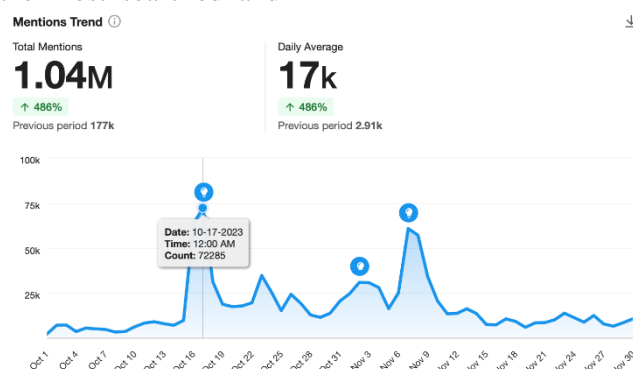 Mentions Trend
Total Mentions
1.04M
↑ 486%
Previous period 177k
Daily Average
17k
↑ 486%
Previous period 2.91k
100k
75k
50k
25k
Date: 10-17-2023
Time: 12:00 AM
Count: 72285
Oct 1
Oct 4
Oct 7
Oct 10
Oct 13
Oct 16
Oct 19
Oct 22
Oct 25
Oct 28
Oct 31
Nov 3
Nov 6
Nov 9
Nov 12
Nov 15
Nov 18
Nov 21
Nov 24
Nov 27
Nov 30